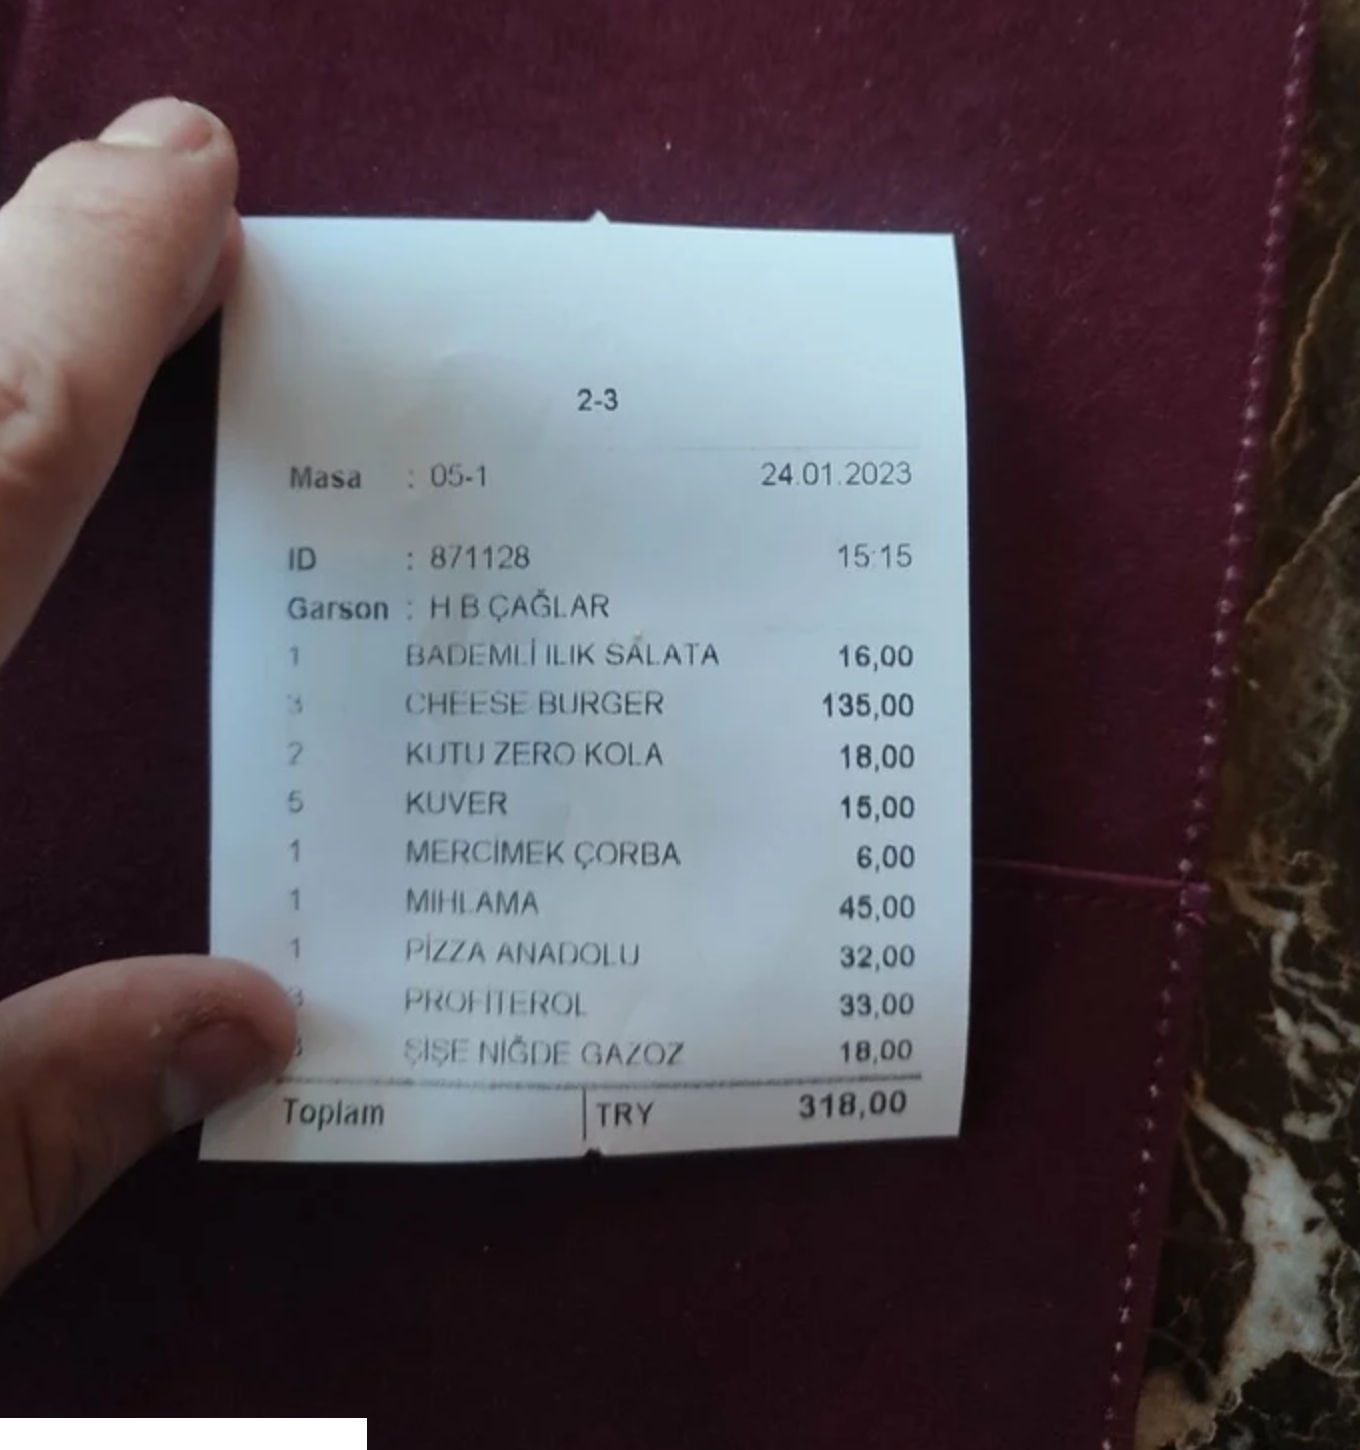 2-3
Masa : 05-1 24.01.2023
ID : 871128 15:15
Garson : H B ÇAĞLAR
1 BADEMLİ ILIK SALATA 16,00
3 CHEESE BURGER 135,00
2 KUTU ZERO KOLA 18,00
5 KUVER 15,00
1 MERCİMEK ÇORBA 6,00
1 MIHLAMA 45,00
1 PİZZA ANADOLU 32,00
3 PROFİTEROL 33,00
ŞİŞE NİĞDE GAZOZ 18,00
Toplam TRY 318,00